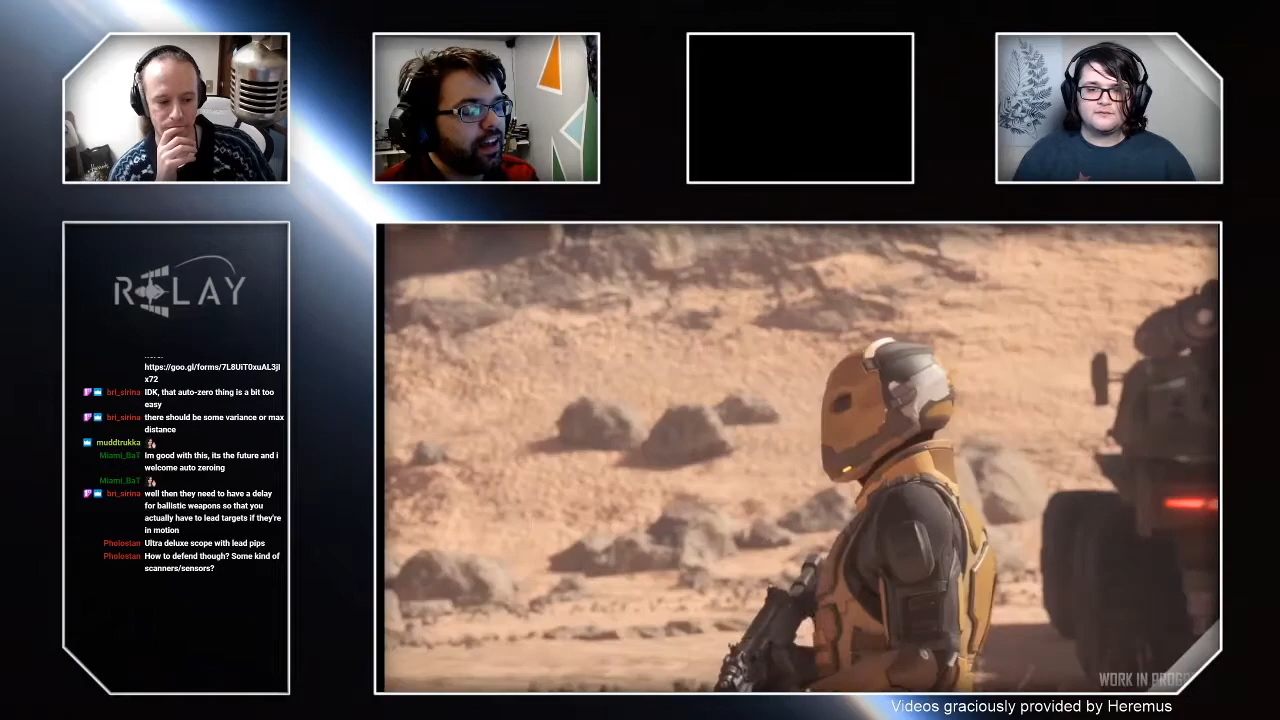 RELAY
https://goo.gl/forms/7L8UiT0xuAL3jl
x72
bri_sirina IDK, that auto-zero thing is a bit too
easy
bri_sirina there should be some variance or max
distance
muddtrukka
Miami_BaT Im good with this, its the future and i
welcome auto zeroing
Miami_BaT
bri_sirina well then they need to have a delay
for ballistic weapons so that you
actually have to lead targets if they're
in motion
Pholostan Ultra deluxe scope with lead pips
Pholostan How to defend though? Some kind of
scanners/sensors?
WORK IN PROG
Videos graciously provided by Heremus